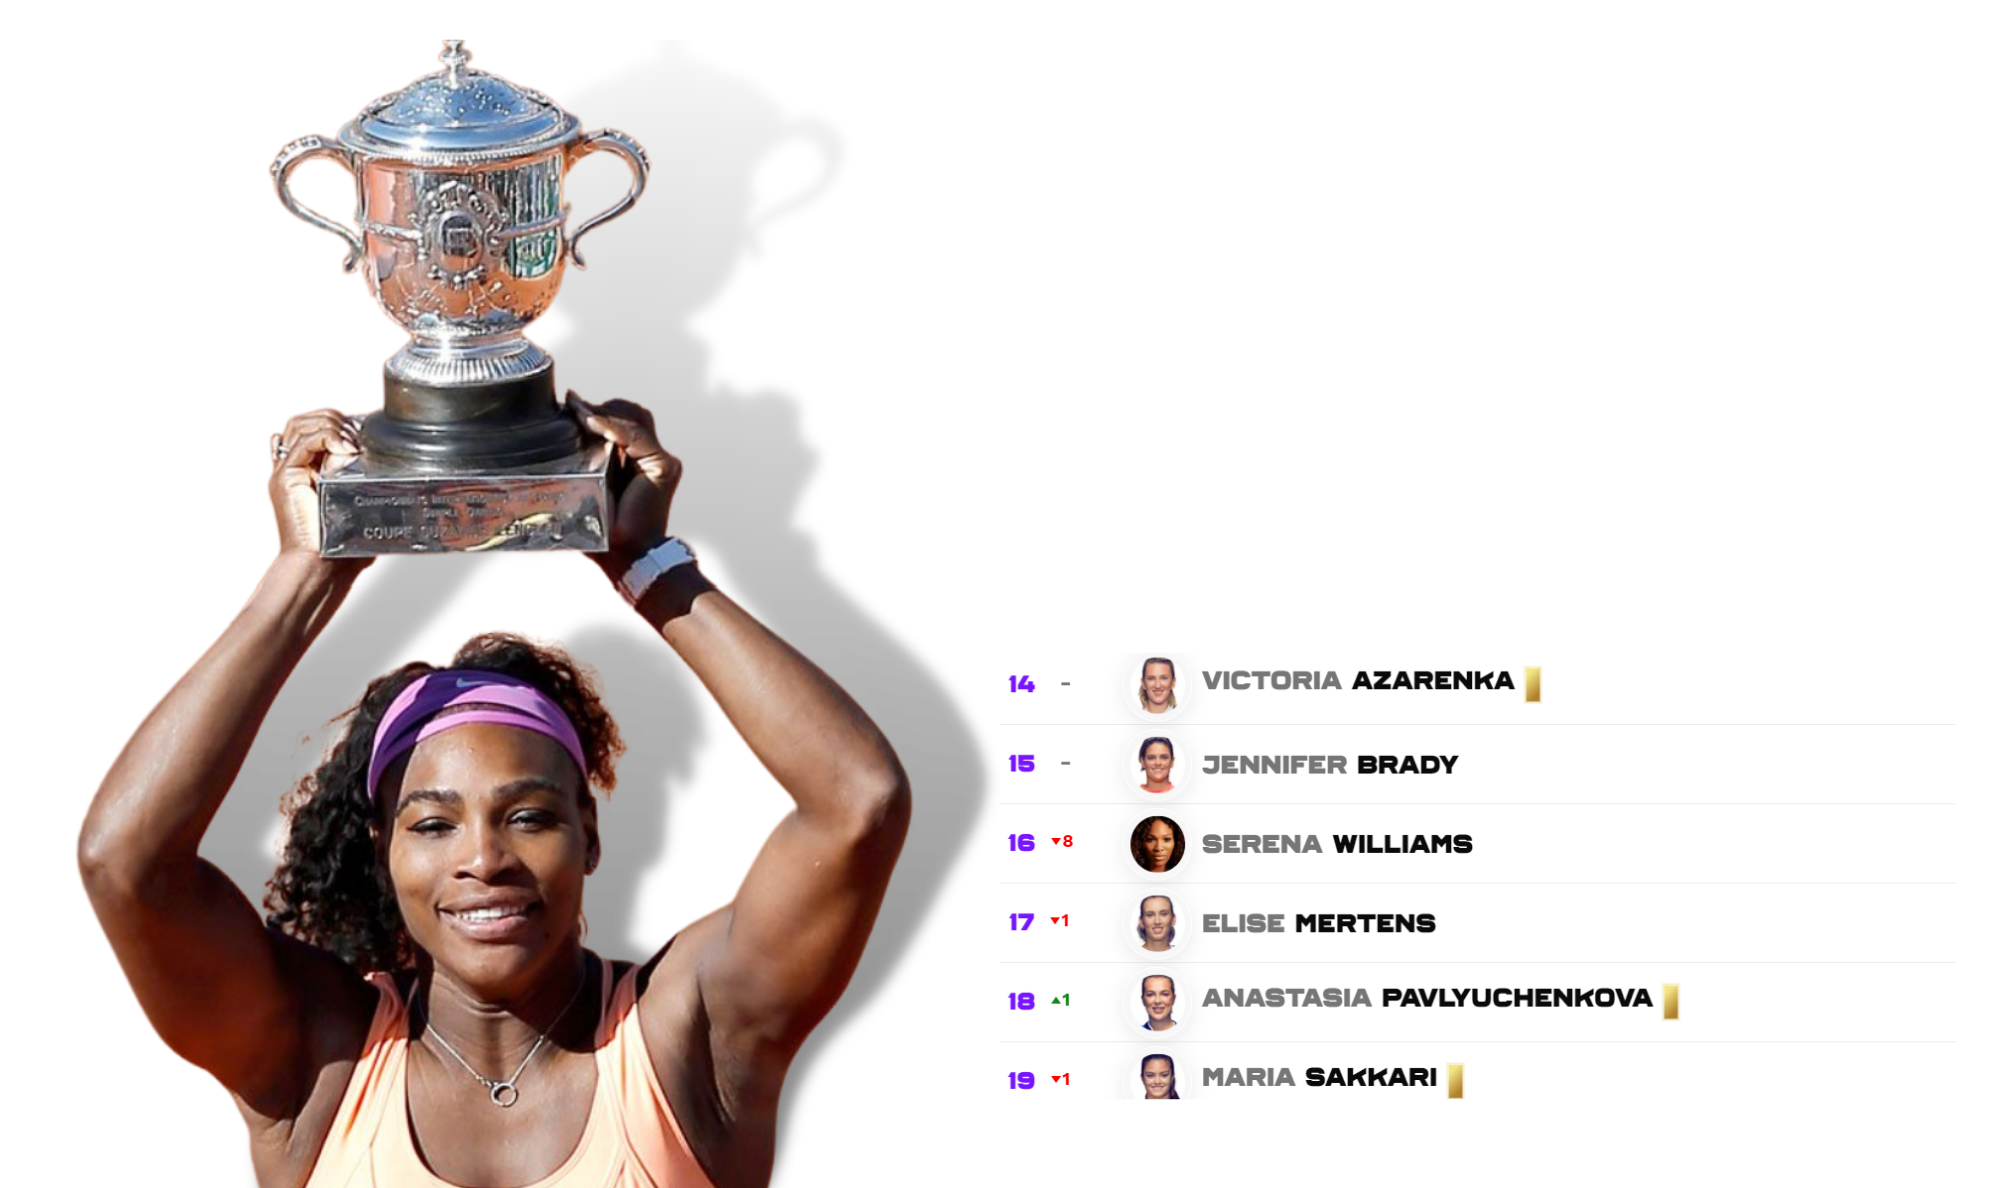 COUPE
14 - VICTORIA AZARENKA
15 - JENNIFER BRADY
16 ▼8 SERENA WILLIAMS
17 ▼1 ELISE MERTENS
18 ▲1 ANASTASIA PAVLYUCHENKOVA
19 ▼1 MARIA SAKKARI